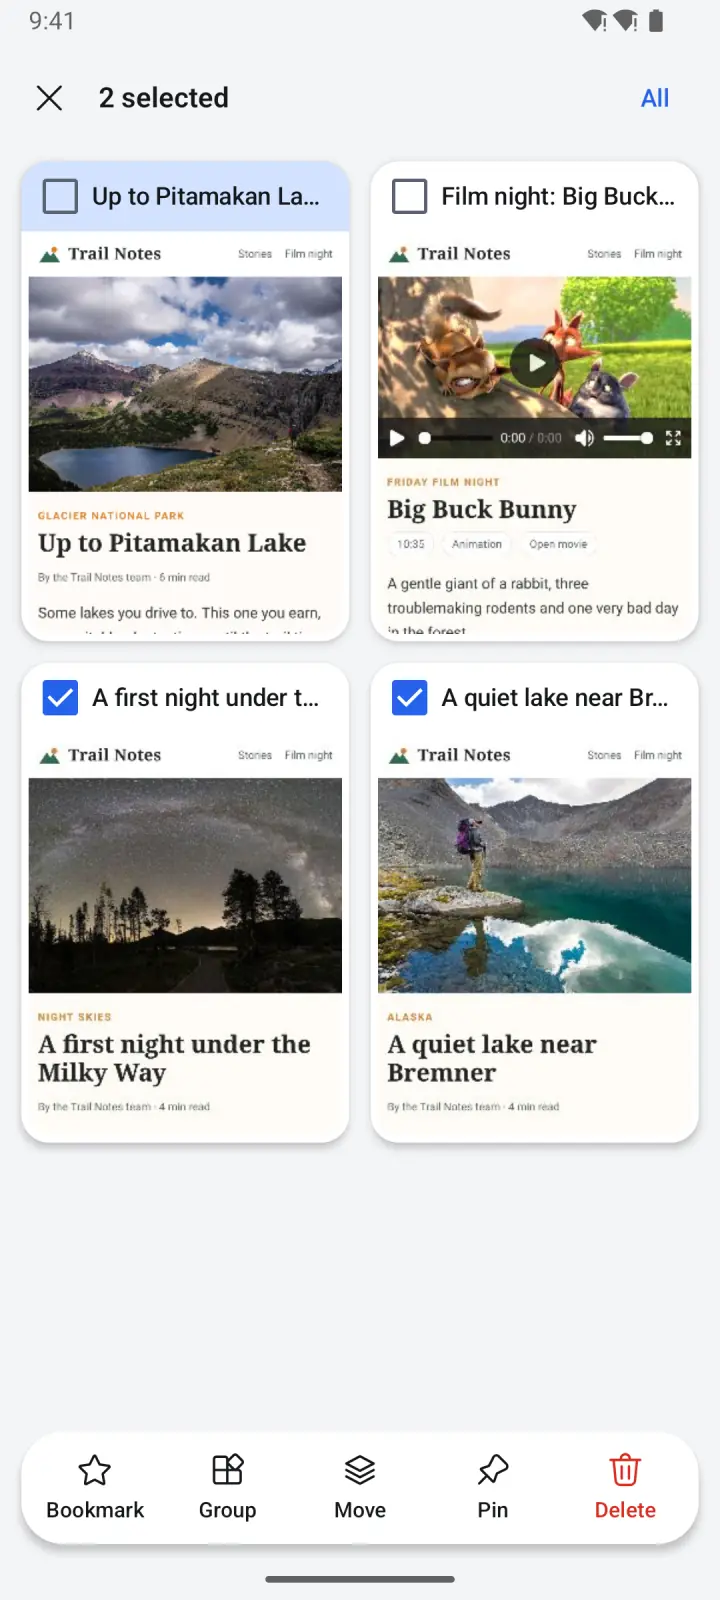 9:41
2 selected
All
Up to Pitamakan La...
Trail Notes
Stories Film night
GLACIER NATIONAL PARK
Up to Pitamakan Lake
By the Trail Notes team · 6 min read
Some lakes you drive to. This one you earn,
Film night: Big Buck...
Trail Notes
Stories Film night
0:00 / 0:00
FRIDAY FILM NIGHT
Big Buck Bunny
10:35 Animation Open movie
A gentle giant of a rabbit, three
troublemaking rodents and one very bad day
in the forest
A first night under t...
Trail Notes
Stories Film night
NIGHT SKIES
A first night under the
Milky Way
By the Trail Notes team · 4 min read
A quiet lake near Br...
Trail Notes
Stories Film night
ALASKA
A quiet lake near
Bremner
By the Trail Notes team · 4 min read
Bookmark
Group
Move
Pin
Delete